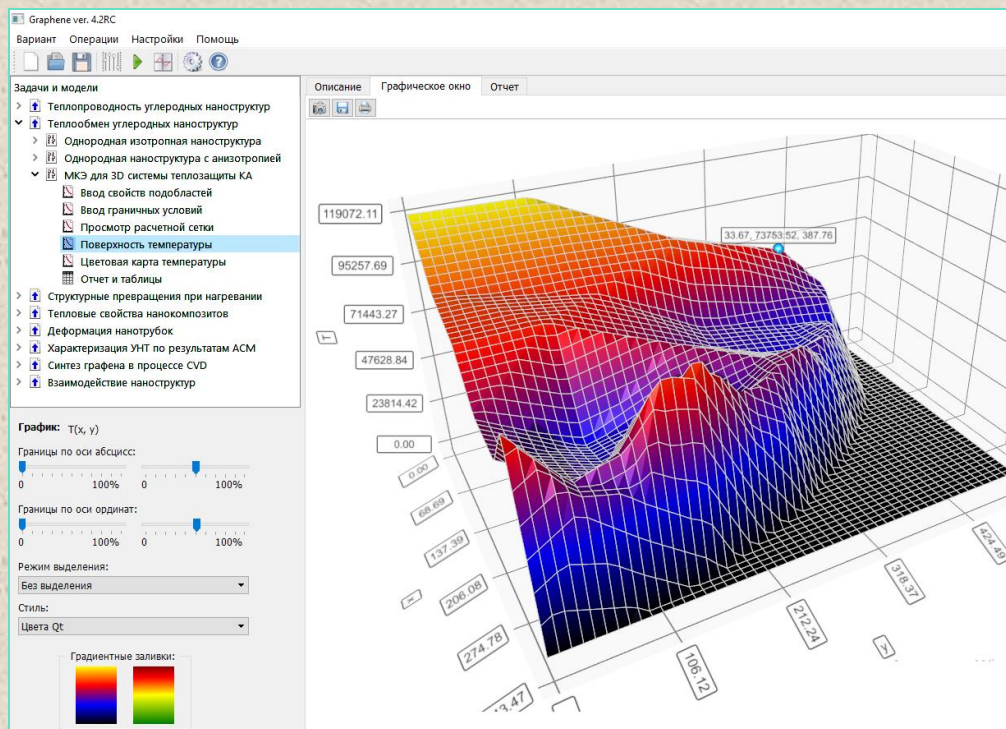 Graphene ver. 4.2RC
Вариант Операции Настройки Помощь
Задачи и модели
Теплопроводность углеродных наноструктур
Теплообмен углеродных наноструктур
Однородная изотропная наноструктура
Однородная наноструктура с анизотропией
МКЭ для 3D системы теплозащиты КА
Ввод свойств подобластей
Ввод граничных условий
Просмотр расчетной сетки
Поверхность температуры
Цветовая карта температуры
Отчет и таблицы
Структурные превращения при нагревании
Тепловые свойства нанокомпозитов
Деформация нанотрубок
Характеризация УНТ по результатам АСМ
Синтез графена в процессе CVD
Взаимодействие наноструктур
График: T(x, y)
Границы по оси абсцисс:
0 100% 0 100%
Границы по оси ординат:
0 100% 0 100%
Режим выделения:
Без выделения
Стиль:
Цвета Qt
Градиентные заливки:
Описание Графическое окно Отчет
119072.11
95257.69
71443.27
47628.84
23814.42
0.00
T
33.67, 73753.52, 387.76
0.00
68.69
137.39
206.08
274.78
3.47
X
106.12
212.24
318.37
424.49
Y